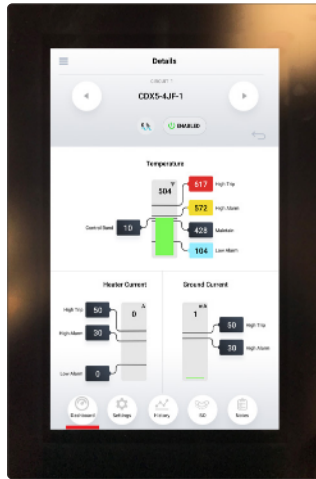 Details
CIRCUIT 1
CDX5-4JF-1
ENABLED
Temperature
°F
504
617 High Trip
572 High Alarm
Control Band 10
428 Maintain
104 Low Alarm
Heater Current
A
0
High Trip 50
High Alarm 30
Low Alarm 0
Ground Current
mA
1
50 High Trip
30 High Alarm
Dashboard
Settings
Notes